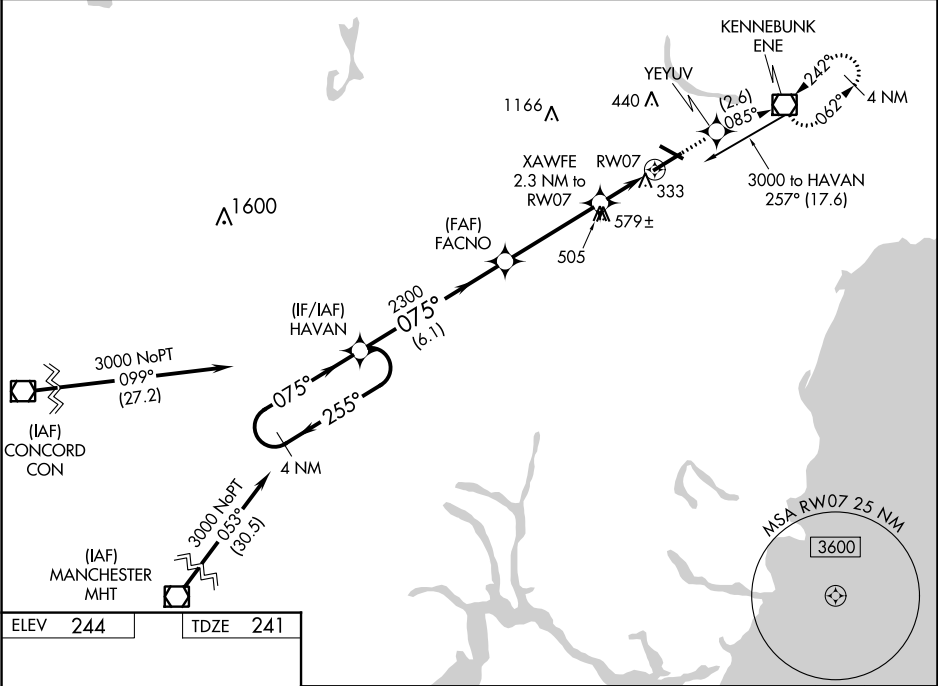 KENNEBUNK
ENE
YEYUV
242°
(2.6)
085°
062°
4 NM
1166
440
XAWFE
2.3 NM to
RW07
RW07
333
3000 to HAVAN
257° (17.6)
1600
579±
505
(FAF)
FACNO
2300
075°
(6.1)
(IF/IAF)
HAVAN
3000 NoPT
099°
(27.2)
075°
255°
(IAF)
CONCORD
CON
4 NM
3000 NoPT
053°
(30.5)
(IAF)
MANCHESTER
MHT
MSA RW07 25 NM
3600
ELEV 244
TDZE 241